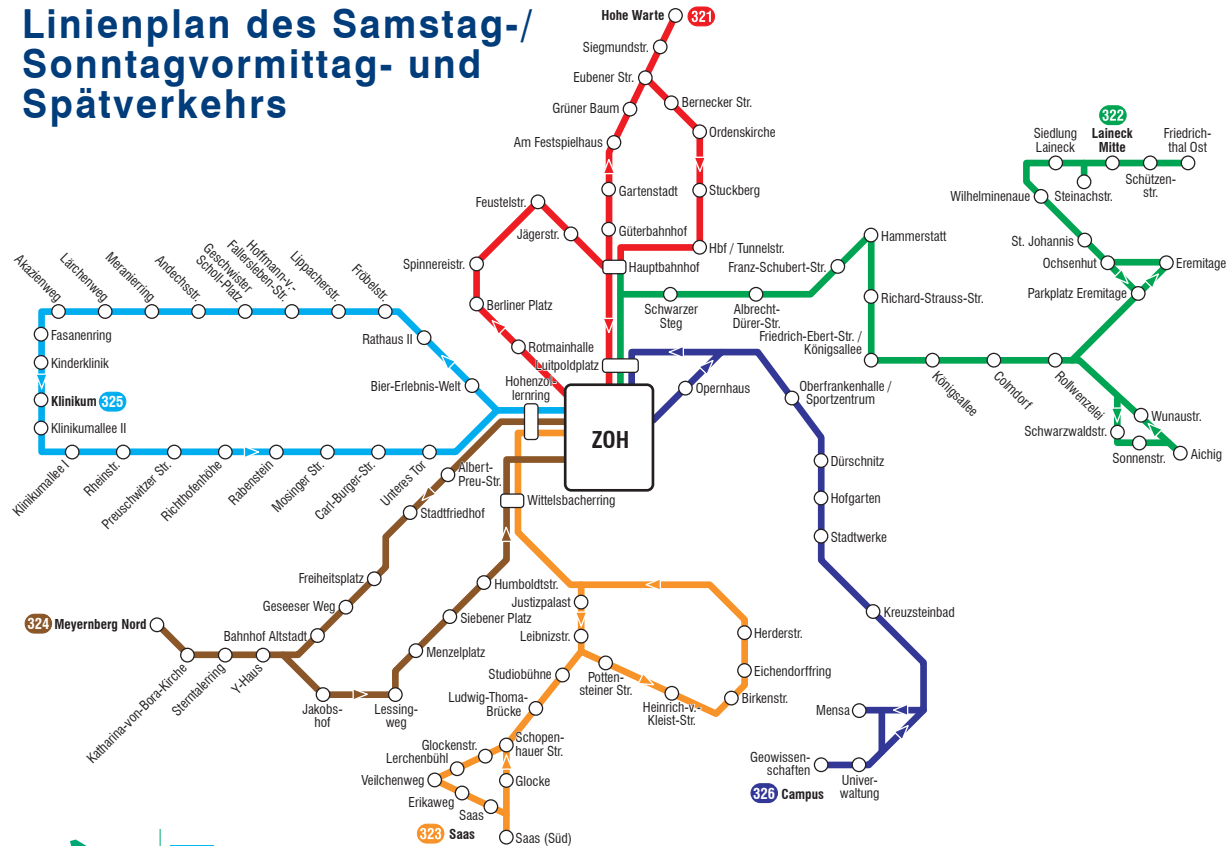 Linienplan des Samstag-/
Sonntagvormittag- und
Spätverkehrs
Hohe Warte 321
Siegmundstr.
Eubener Str.
Grüner Baum
Bernecker Str.
Am Festspielhaus
Ordenskirche
Gartenstadt
Stuckberg
Güterbahnhof
Hbf / Tunnelstr.
Hauptbahnhof
Feustelstr.
Jägerstr.
Spinnereistr.
Berliner Platz
Rotmainhalle
Luitpoldplatz
322
Siedlung
Laineck
Laineck
Mitte
Friedrich-
thal Ost
Schützen-
str.
Steinachstr.
Wilhelminenaue
St. Johannis
Ochsenhut
Eremitage
Parkplatz Eremitage
Hammerstatt
Franz-Schubert-Str.
Richard-Strauss-Str.
Schwarzer
Steg
Albrecht-
Dürer-Str.
Friedrich-Ebert-Str. /
Königsallee
Königsallee
Colmdorf
Rollwenzelei
Wunaustr.
Schwarzwaldstr.
Sonnenstr.
Aichig
Akazienweg
Lärchenweg
Meranierring
Andechsstr.
Geschwister
Scholl-Platz
Hoffmann-v.-
Fallersleben-Str.
Lippacherstr.
Fröbelstr.
Rathaus II
Bier-Erlebnis-Welt
Fasanenring
Kinderklinik
Klinikum 325
Klinikumallee II
Klinikumallee I
Rheinstr.
Preuschwitzer Str.
Richthofenhöhe
Rabenstein
Mosinger Str.
Carl-Burger-Str.
Unteres Tor
Hohenzol-
lernring
ZOH
Opernhaus
Oberfrankenhalle /
Sportzentrum
Dürschnitz
Hofgarten
Stadtwerke
Kreuzsteinbad
Mensa
Geowissen-
schaften
Univer-
waltung
326 Campus
Albert-
Preu-Str.
Stadtfriedhof
Wittelsbacherring
Freiheitsplatz
Geseeser Weg
Bahnhof Altstadt
324 Meyernberg Nord
Katharina-von-Bora-Kirche
Sterntalerring
Y-Haus
Jakobs-
hof
Lessing-
weg
Menzelplatz
Siebener Platz
Humboldtstr.
Justizpalast
Leibnizstr.
Herderstr.
Eichendorffring
Birkenstr.
Potten-
steiner Str.
Heinrich-v.-
Kleist-Str.
Studiobühne
Ludwig-Thoma-
Brücke
Schopen-
hauer Str.
Glockenstr.
Lerchenbühl
Veilchenweg
Erikaweg
Saas
Glocke
Saas (Süd)
323 Saas